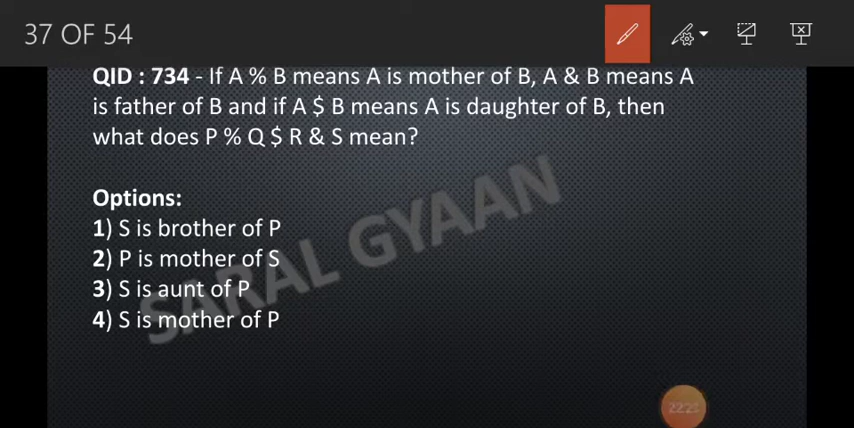 37 OF 54
QID : 734 - If A % B means A is mother of B, A & B means A
is father of B and if A $ B means A is daughter of B, then
what does P % Q $ R & S mean?
Options:
1) S is brother of P
2) P is mother of S
3) S is aunt of P
4) S is mother of P
SARAL GYAAN